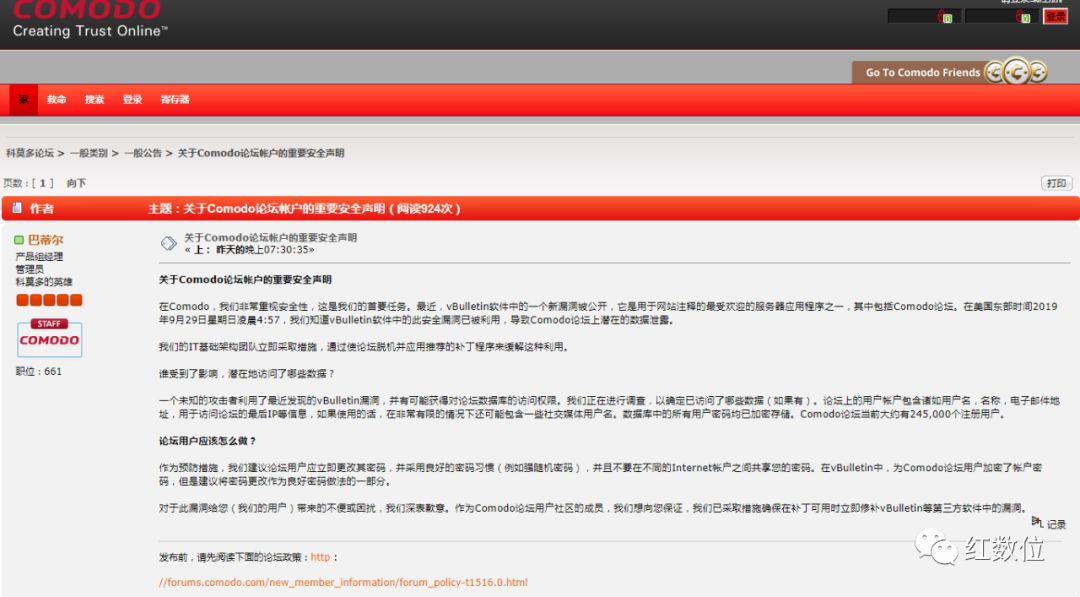 COMODO
Creating Trust Online™
登录
Go To Comodo Friends
家 救命 搜索 登录 寄存器
科莫多论坛 > 一般类别 > 一般公告 > 关于Comodo论坛帐户的重要安全声明
页数：[ 1 ] 向下
打印
作者 主题：关于Comodo论坛帐户的重要安全声明（阅读924次）
巴蒂尔
产品组经理
管理员
科莫多的英雄
STAFF
COMODO
职位：661
关于Comodo论坛帐户的重要安全声明
« 上： 昨天的晚上07:30:35»
关于Comodo论坛帐户的重要安全声明
在Comodo，我们非常重视安全性，这是我们的首要任务。最近，vBulletin软件中的一个新漏洞被公开，它是用于网站注释的最受欢迎的服务器应用程序之一，其中包括Comodo论坛。在美国东部时间2019
年9月29日星期日凌晨4:57，我们知道vBulletin软件中的此安全漏洞已被利用，导致Comodo论坛上潜在的数据泄露。
我们的IT基础架构团队立即采取措施，通过使论坛脱机并应用推荐的补丁程序来缓解这种利用。
谁受到了影响，潜在地访问了哪些数据？
一个未知的攻击者利用了最近发现的vBulletin漏洞，并有可能获得对论坛数据库的访问权限。我们正在进行调查，以确定已访问了哪些数据（如果有）。论坛上的用户帐户包含诸如用户名，名称，电子邮件地
址，用于访问论坛的最后IP等信息，如果使用的话，在非常有限的情况下还可能包含一些社交媒体用户名。数据库中的所有用户密码均已加密存储。Comodo论坛当前大约有245,000个注册用户。
论坛用户应该怎么做？
作为预防措施，我们建议论坛用户应立即更改其密码，并采用良好的密码习惯（例如强随机密码），并且不要在不同的Internet帐户之间共享您的密码。在vBulletin中，为Comodo论坛用户加密了帐户密
码，但是建议将密码更改作为良好密码做法的一部分。
对于此漏洞给您（我们的用户）带来的不便或困扰，我们深表歉意。作为Comodo论坛用户社区的成员，我们想向您保证，我们已采取措施确保在补丁可用时立即修补vBulletin等第三方软件中的漏洞。
记录
红数位
发布前，请先阅读下面的论坛政策：http：
//forums.comodo.com/new_member_information/forum_policy-t1516.0.html